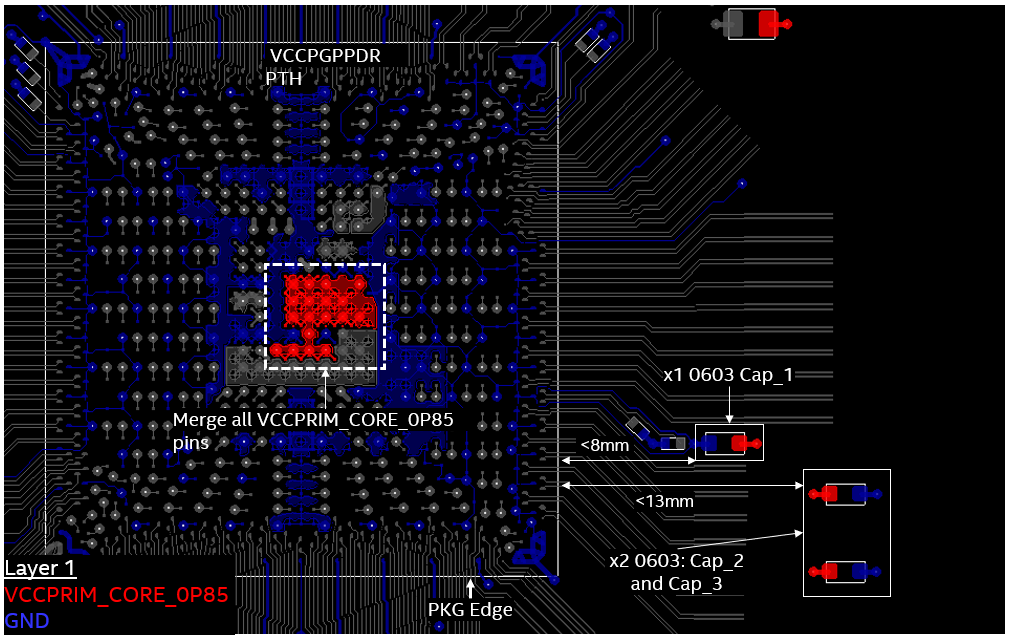 VCCPGPPDR
PTH
x1 0603 Cap_1
Merge all VCCPRIM_CORE_0P85
pins
<8mm
<13mm
x2 0603: Cap_2
and Cap_3
Layer 1
VCCPRIM_CORE_0P85
GND
PKG Edge